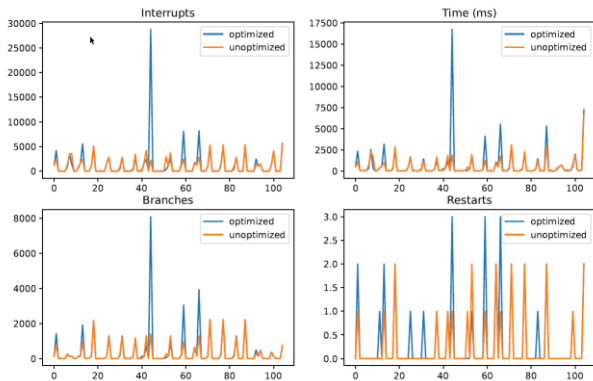 Interrupts
30000
25000
20000
15000
10000
5000
0
0 20 40 60 80 100
optimized
unoptimized
Time (ms)
17500
15000
12500
10000
7500
5000
2500
0
0 20 40 60 80 100
optimized
unoptimized
Branches
8000
6000
4000
2000
0
0 20 40 60 80 100
optimized
unoptimized
Restarts
3.0
2.5
2.0
1.5
1.0
0.5
0.0
0 20 40 60 80 100
optimized
unoptimized